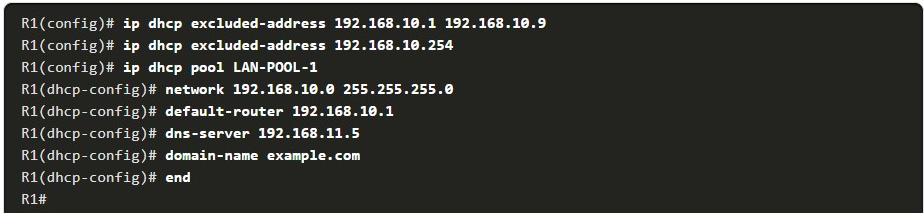 R1(config)# ip dhcp excluded-address 192.168.10.1 192.168.10.9
R1(config)# ip dhcp excluded-address 192.168.10.254
R1(config)# ip dhcp pool LAN-POOL-1
R1(dhcp-config)# network 192.168.10.0 255.255.255.0
R1(dhcp-config)# default-router 192.168.10.1
R1(dhcp-config)# dns-server 192.168.11.5
R1(dhcp-config)# domain-name example.com
R1(dhcp-config)# end
R1#